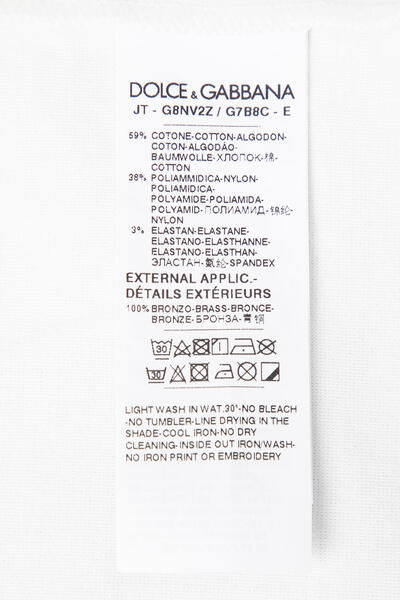 DOLCE & GABBANA
JT - G8NV2Z / G7B8C - E
59% COTONE-COTTON-ALGODON-
COTON-ALGODÃO-
BAUMWOLLE-ХЛОПОК-棉-
COTTON
38% POLIAMMIDICA-NYLON-
POLIAMIDICA-
POLYAMIDE-POLIAMIDA-
POLYAMID-ПОЛИАМИД-锦纶-
NYLON
3% ELASTAN-ELASTANE-
ELASTANO-ELASTHANNE-
ELASTANO-ELASTHAN-
ЭЛАСТАН-氨纶-SPANDEX
EXTERNAL APPLIC.-
DÉTAILS EXTÉRIEURS
100% BRONZO-BRASS-BRONCE-
BRONZE-БРОНЗА-青铜
30
30
LIGHT WASH IN WAT.30°-NO BLEACH
-NO TUMBLER-LINE DRYING IN THE
SHADE-COOL IRON-NO DRY
CLEANING-INSIDE OUT IRON/WASH-
NO IRON PRINT OR EMBROIDERY